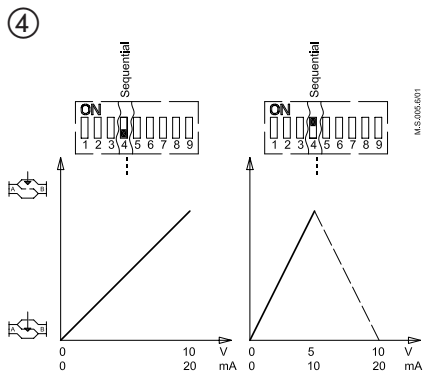 ④
Sequential
Sequential
ON
1 2 3 4 5 6 7 8 9
ON
1 2 3 4 5 6 7 8 9
M.S.005.6/01
A B
A B
0 10 V
0 20 mA
0 5 10 V
0 10 20 mA